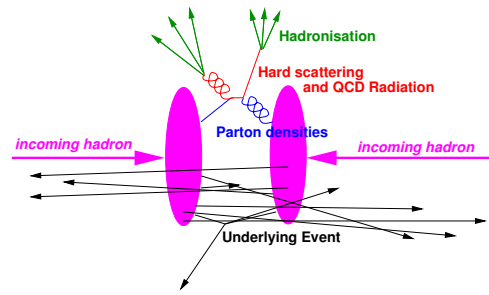 Hadronisation
Hard scattering
and QCD Radiation
Parton densities
incoming hadron
incoming hadron
Underlying Event